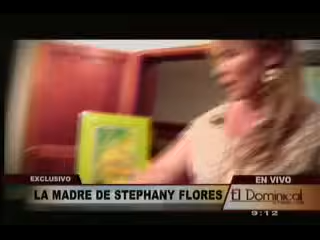 EXCLUSIVO
EN VIVO
LA MADRE DE STEPHANY FLORES
El Dominical
9:12